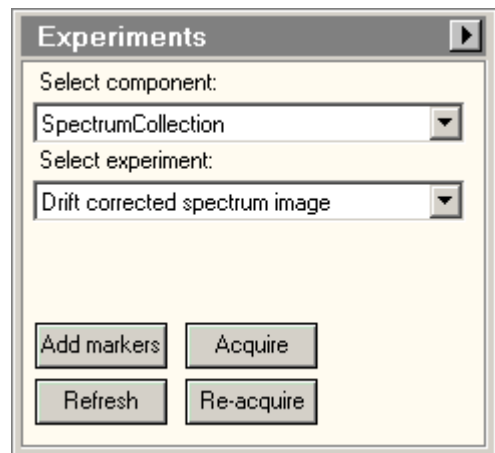 Experiments
Select component:
SpectrumCollection
Select experiment:
Drift corrected spectrum image
Add markers Acquire
Refresh Re-acquire